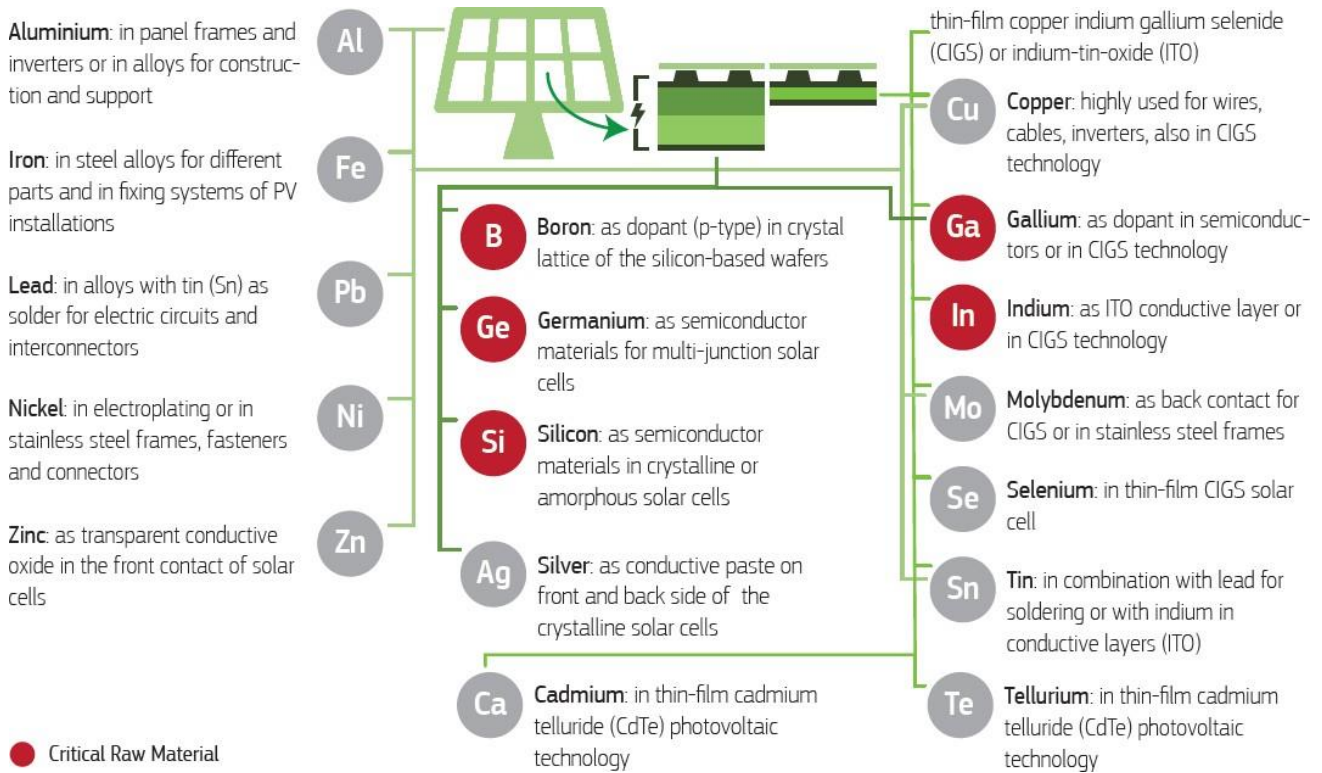 Aluminium: in panel frames and
inverters or in alloys for construc-
tion and support
Al
Iron: in steel alloys for different
parts and in fixing systems of PV
installations
Fe
Lead: in alloys with tin (Sn) as
solder for electric circuits and
interconnectors
Pb
Nickel: in electroplating or in
stainless steel frames, fasteners
and connectors
Ni
Zinc: as transparent conductive
oxide in the front contact of solar
cells
Zn
B
Boron: as dopant (p-type) in crystal
lattice of the silicon-based wafers
Ge
Germanium: as semiconductor
materials for multi-junction solar
cells
Si
Silicon: as semiconductor
materials in crystalline or
amorphous solar cells
Ag
Silver: as conductive paste on
front and back side of the
crystalline solar cells
Ca
Cadmium: in thin-film cadmium
telluride (CdTe) photovoltaic
technology
thin-film copper indium gallium selenide
(CIGS) or indium-tin-oxide (ITO)
Cu
Copper: highly used for wires,
cables, inverters, also in CIGS
technology
Ga
Gallium: as dopant in semiconduc-
tors or in CIGS technology
In
Indium: as ITO conductive layer or
in CIGS technology
Mo
Molybdenum: as back contact for
CIGS or in stainless steel frames
Se
Selenium: in thin-film CIGS solar
cell
Sn
Tin: in combination with lead for
soldering or with indium in
conductive layers (ITO)
Te
Tellurium: in thin-film cadmium
telluride (CdTe) photovoltaic
technology
Critical Raw Material